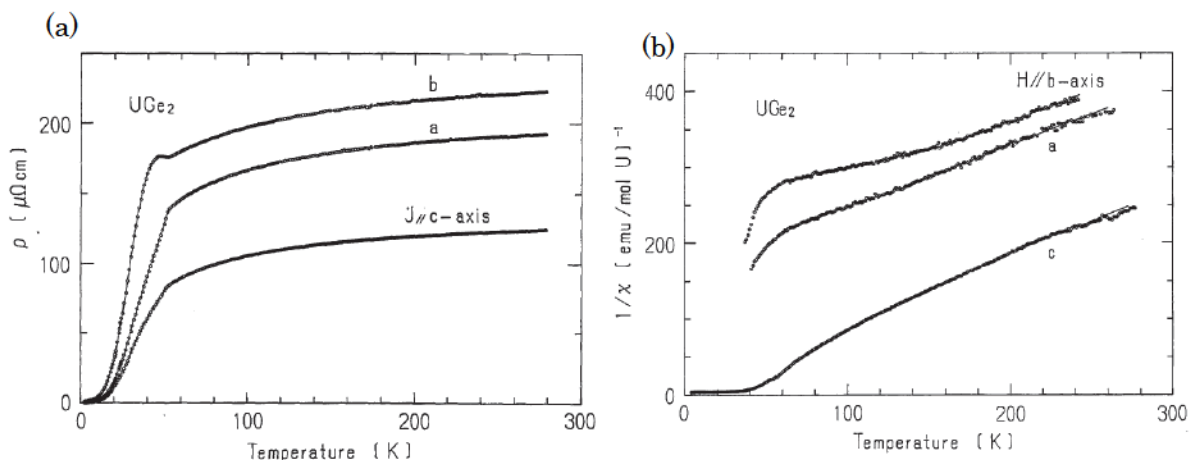 (a)
UGe₂
b
a
J//c-axis
ρ [μΩcm]
200
100
0
0
100
200
300
Temperature [K]
(b)
H//b-axis
UGe₂
a
c
1/χ [emu/mol U]⁻¹
400
200
0
0
100
200
300
Temperature [K]